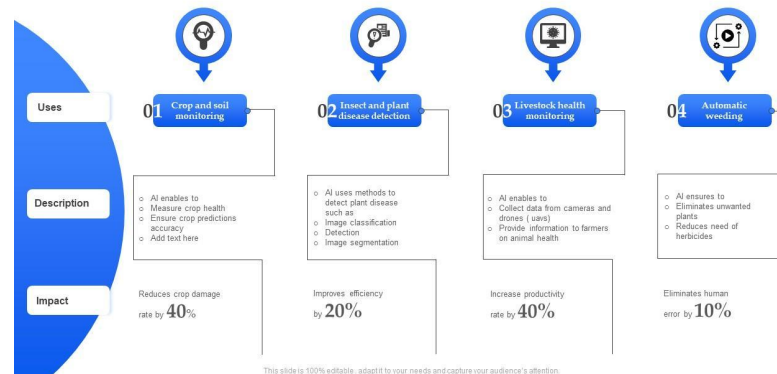 Uses
01 Crop and soil
monitoring
02 Insect and plant
disease detection
03 Livestock health
monitoring
04 Automatic
weeding
Description
AI enables to
Measure crop health
Ensure crop predictions
accuracy
Add text here
AI uses methods to
detect plant disease
such as
Image classification
Detection
Image segmentation
AI enables to
Collect data from cameras and
drones ( uavs)
Provide information to farmers
on animal health
AI ensures to
Eliminates unwanted
plants
Reduces need of
herbicides
Impact
Reduces crop damage
rate by 40%
Improves efficiency
by 20%
Increase productivity
rate by 40%
Eliminates human
error by 10%
This slide is 100% editable, adapt it to your needs and capture your audience's attention.